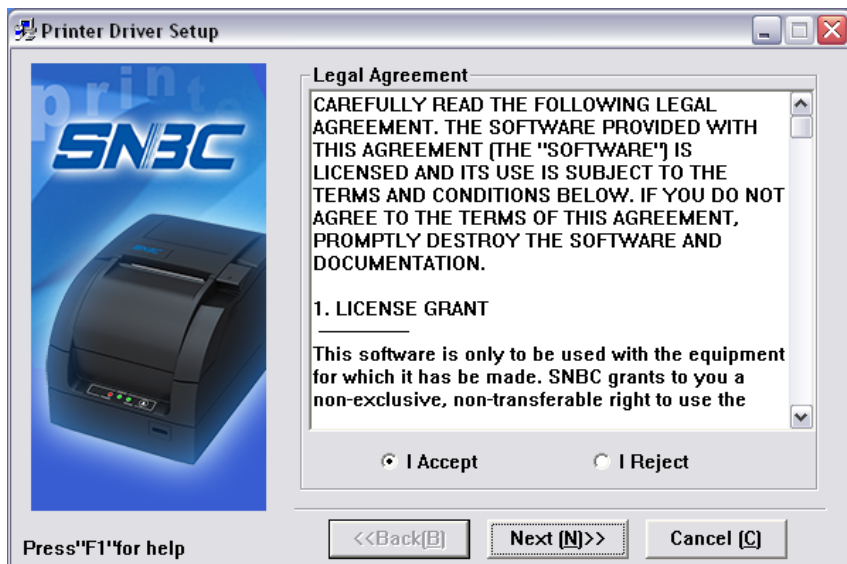 Printer Driver Setup
printe
SNBC
SNBC
Press"F1"for help
Legal Agreement
CAREFULLY READ THE FOLLOWING LEGAL
AGREEMENT. THE SOFTWARE PROVIDED WITH
THIS AGREEMENT (THE "SOFTWARE") IS
LICENSED AND ITS USE IS SUBJECT TO THE
TERMS AND CONDITIONS BELOW. IF YOU DO NOT
AGREE TO THE TERMS OF THIS AGREEMENT,
PROMPTLY DESTROY THE SOFTWARE AND
DOCUMENTATION.
1. LICENSE GRANT
This software is only to be used with the equipment
for which it has be made. SNBC grants to you a
non-exclusive, non-transferable right to use the
I Accept
I Reject
<<Back(B)
Next (N)>>
Cancel (C)